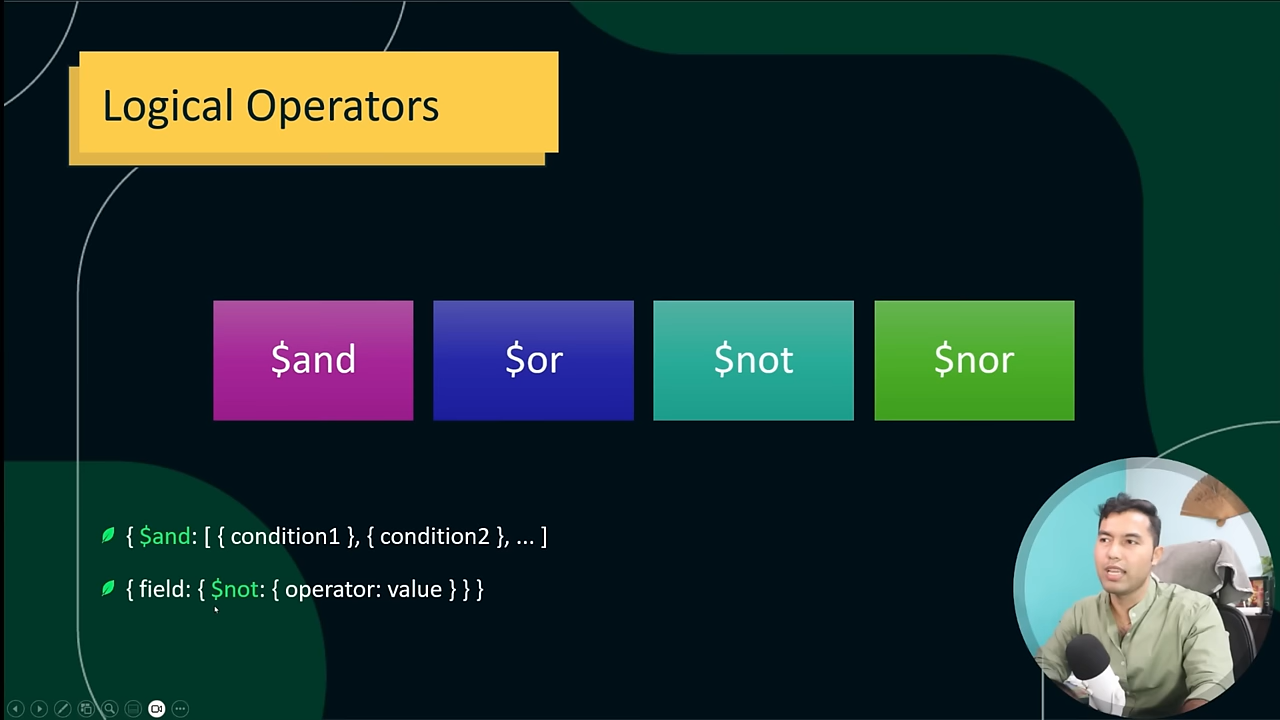 Logical Operators
$and
$or
$not
$nor
{ $and: [ { condition1 }, { condition2 }, ... ]
{ field: { $not: { operator: value } } }